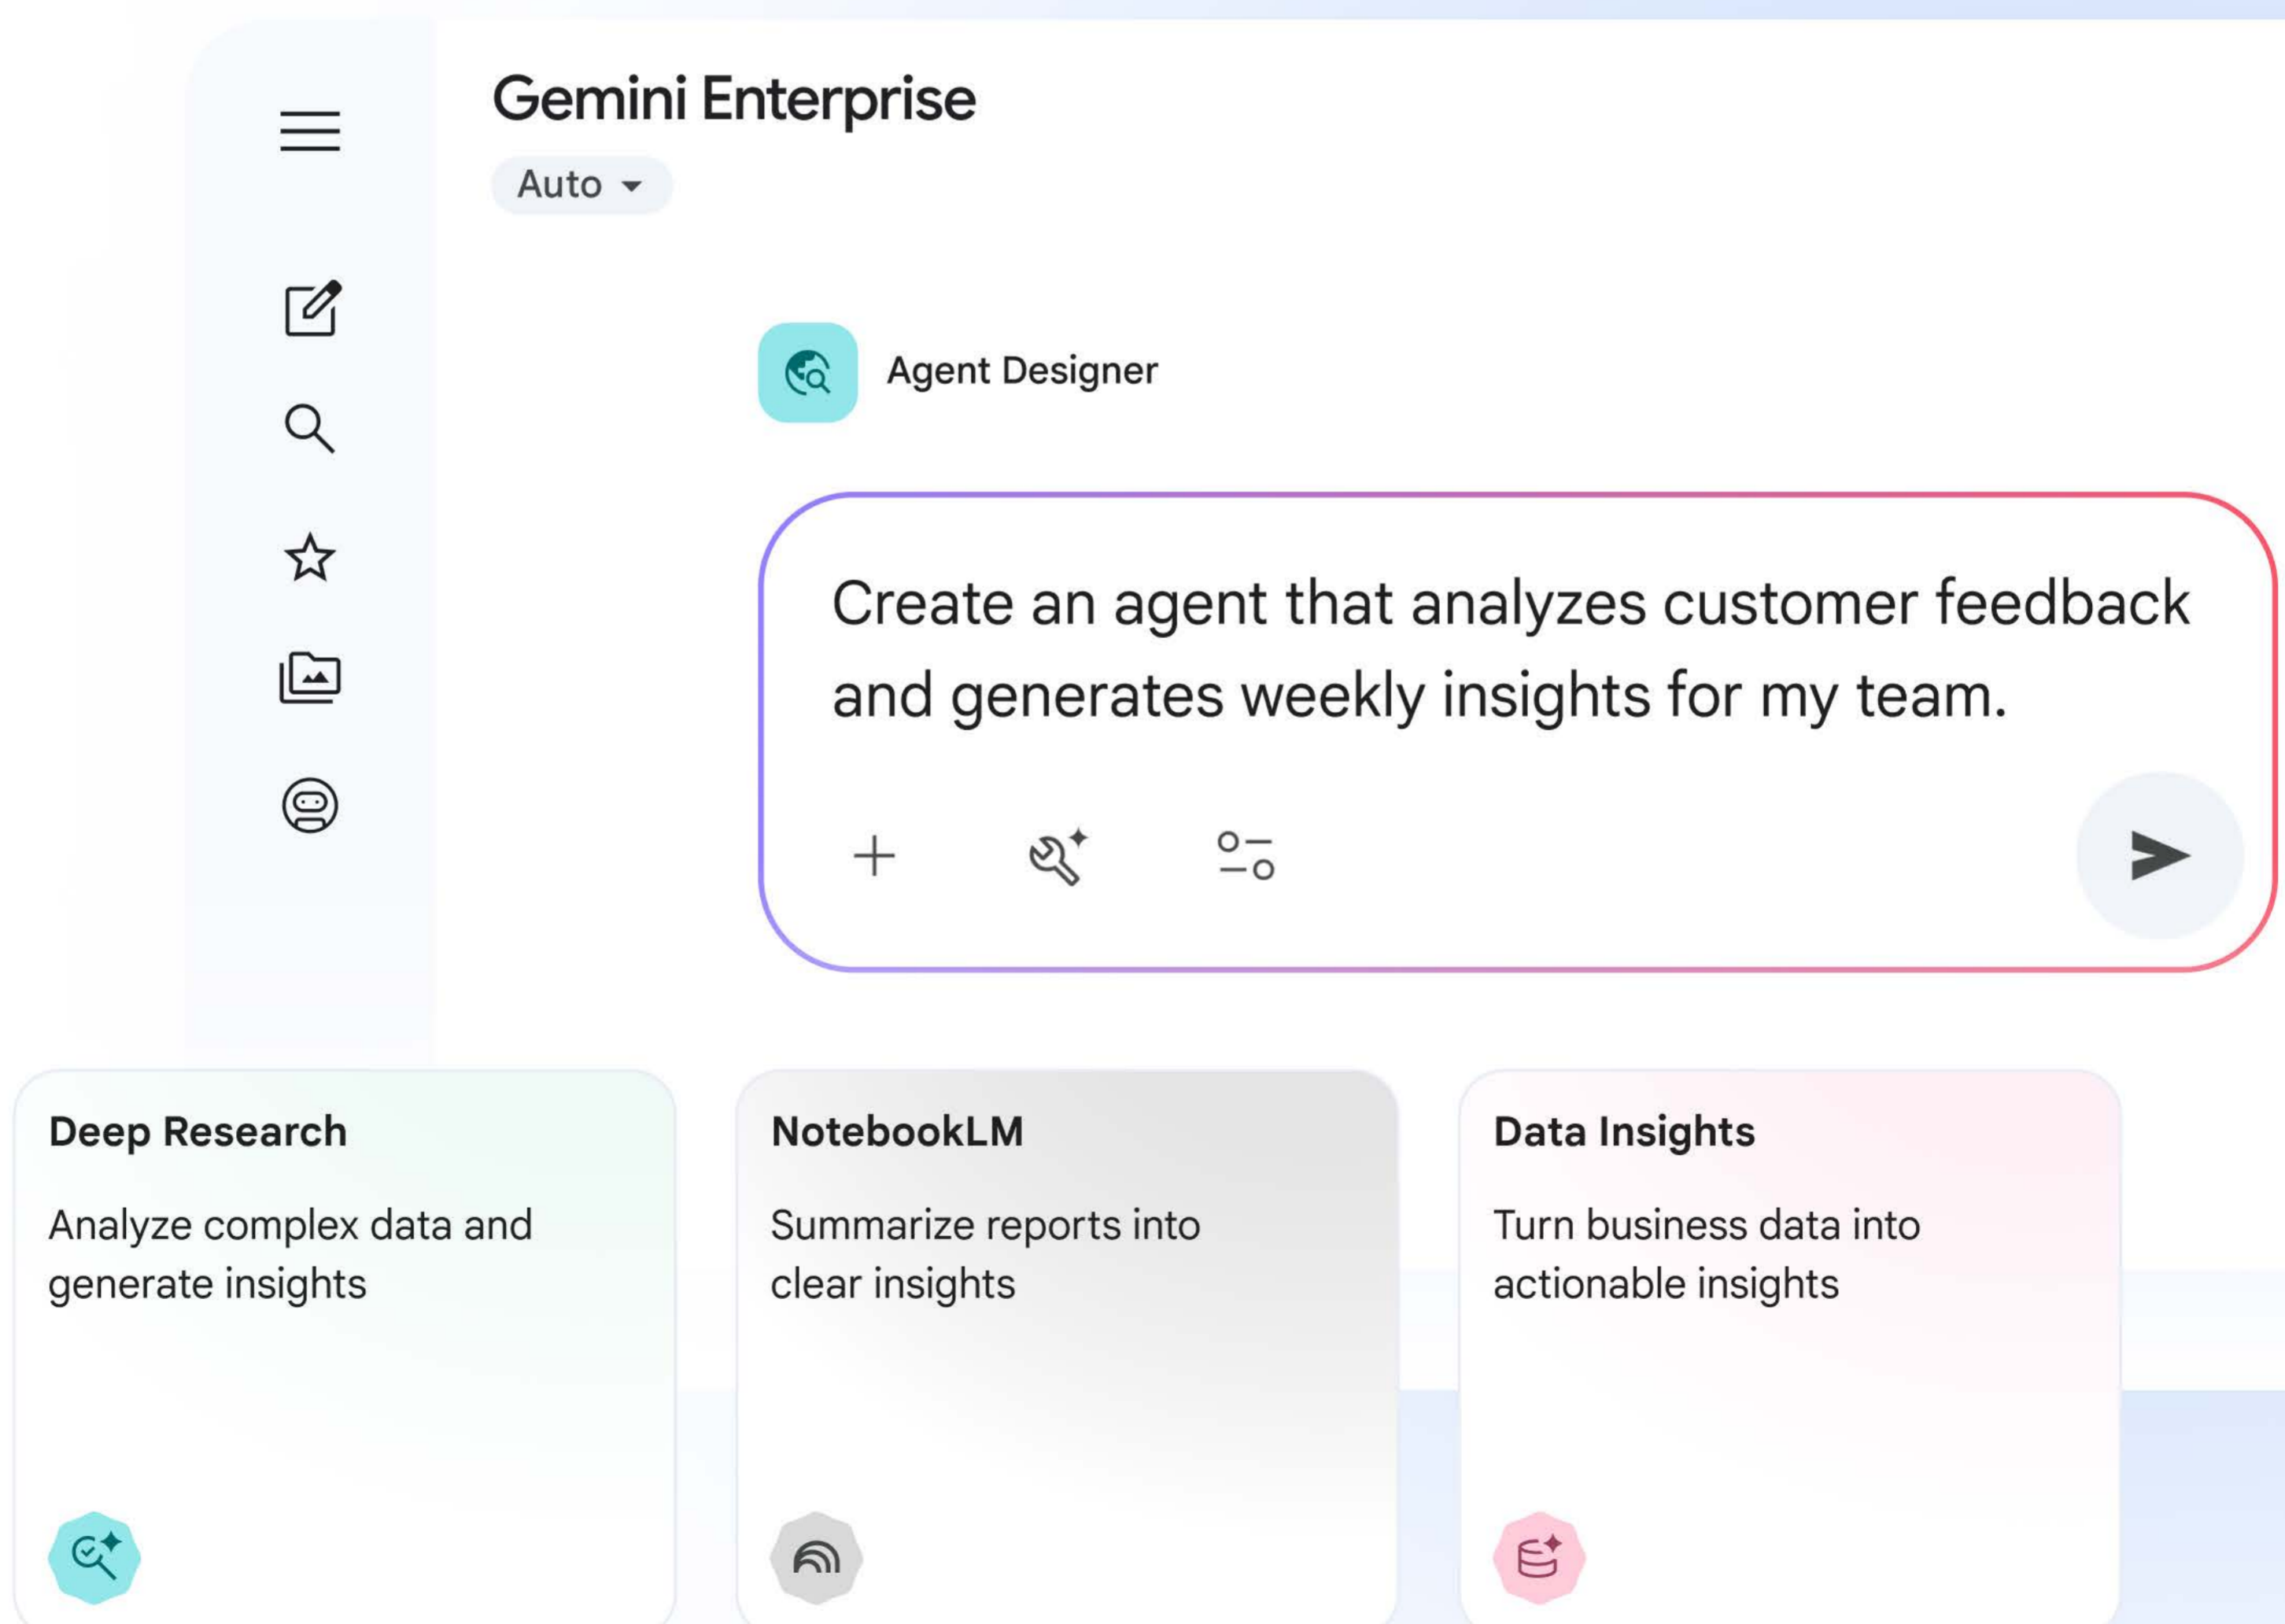 Gemini Enterprise
Auto
Agent Designer
Create an agent that analyzes customer feedback
and generates weekly insights for my team.
Deep Research
Analyze complex data and
generate insights
NotebookLM
Summarize reports into
clear insights
Data Insights
Turn business data into
actionable insights